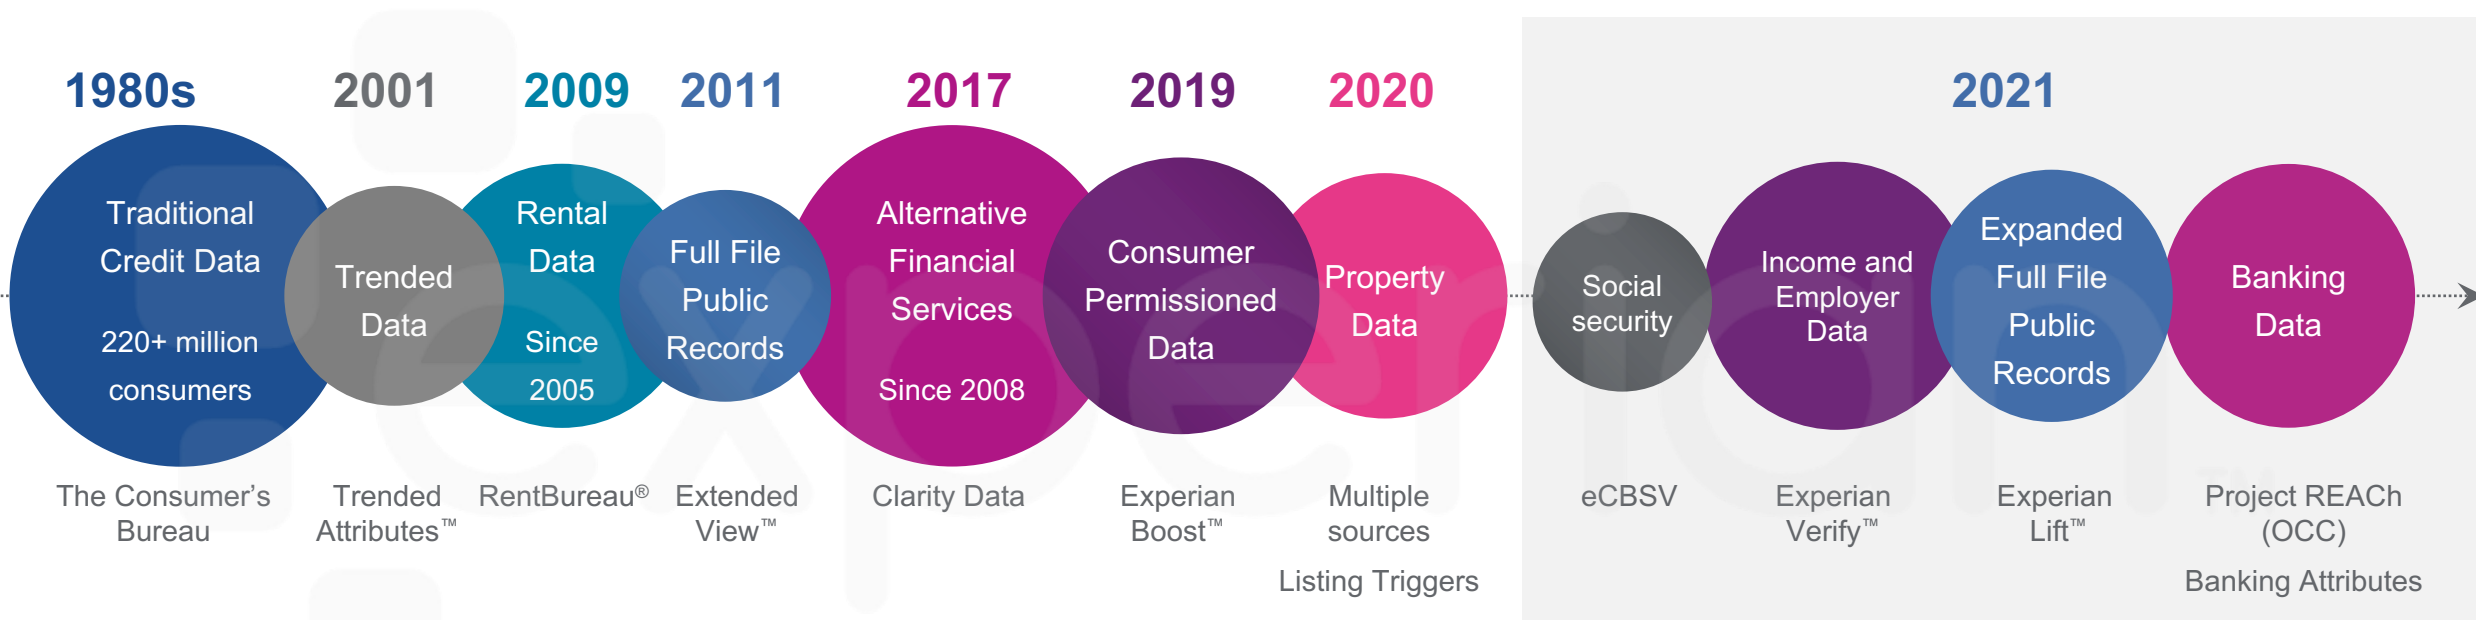 1980s
2001
2009
2011
2017
2019
2020
2021
Traditional
Credit Data
220+ million
consumers
Trended
Data
Rental
Data
Since
2005
Full File
Public
Records
Alternative
Financial
Services
Since 2008
Consumer
Permissioned
Data
Property
Data
Social
security
Income and
Employer
Data
Expanded
Full File
Public
Records
Banking
Data
The Consumer’s
Bureau
Trended
Attributes™
RentBureau®
Extended
View™
Clarity Data
Experian
Boost™
Multiple
sources
Listing Triggers
eCBSV
Experian
Verify™
Experian
Lift™
Project REACh
(OCC)
Banking Attributes
experian™